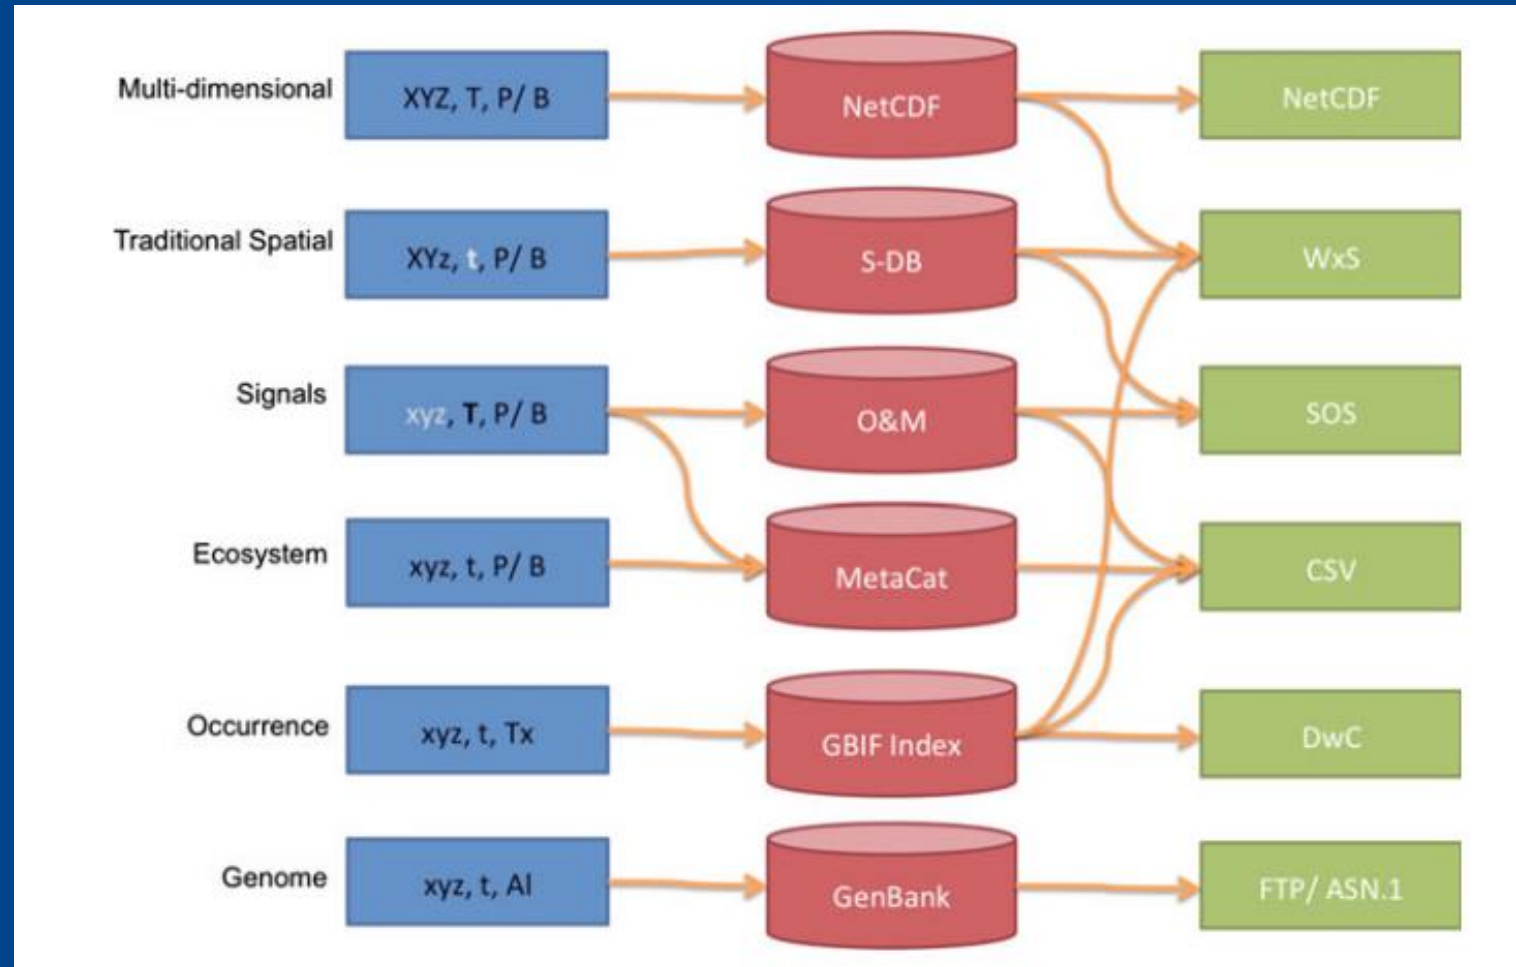 Multi-dimensional
XYZ, T, P/ B
NetCDF
NetCDF
Traditional Spatial
XYz, t, P/ B
S-DB
WxS
Signals
xyz, T, P/ B
O&M
SOS
Ecosystem
xyz, t, P/ B
MetaCat
CSV
Occurrence
xyz, t, Tx
GBIF Index
DwC
Genome
xyz, t, Al
GenBank
FTP/ ASN.1